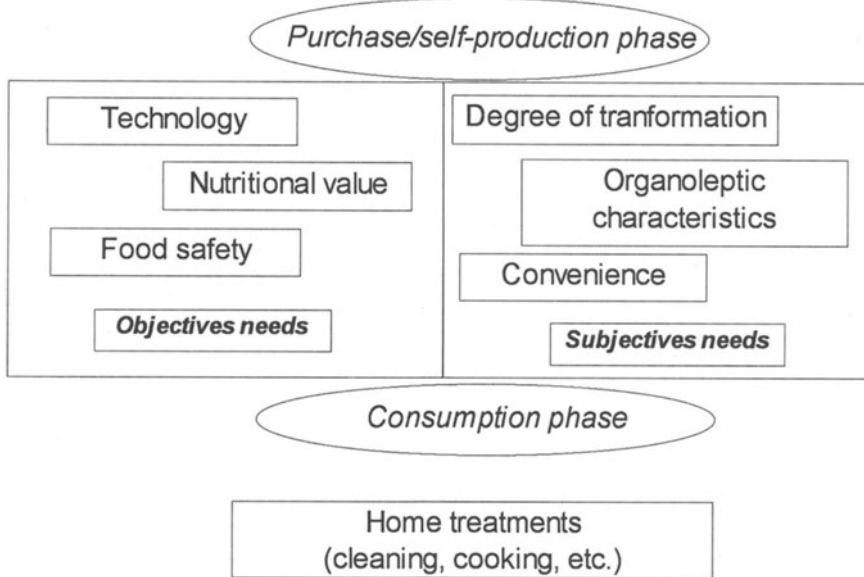 Purchase/self-production phase
Technology
Nutritional value
Food safety
Objectives needs
Degree of tranformation
Organoleptic
characteristics
Convenience
Subjectives needs
Consumption phase
Home treatments
(cleaning, cooking, etc.)